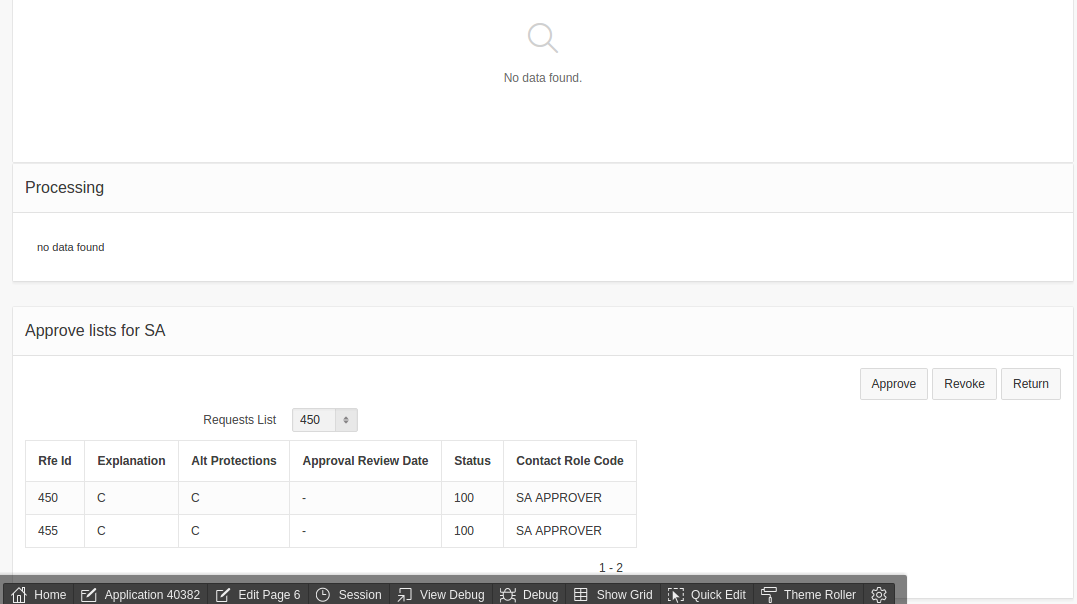 No data found.
Processing
no data found
Approve lists for SA
Approve Revoke Return
Requests List 450
Rfe Id Explanation Alt Protections Approval Review Date Status Contact Role Code
450 C C - 100 SA APPROVER
455 C C - 100 SA APPROVER
1 - 2
Home Application 40382 Edit Page 6 Session View Debug Debug Show Grid Quick Edit Theme Roller